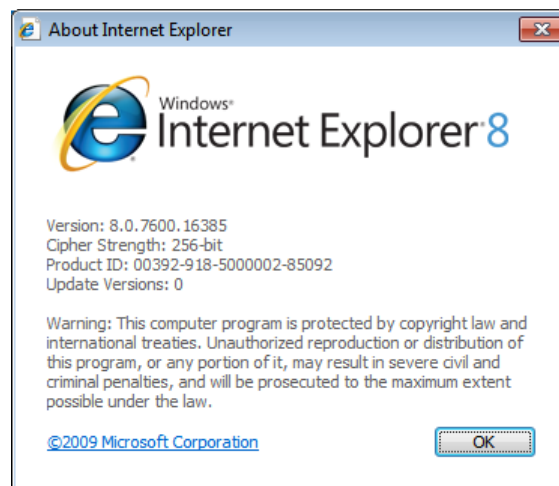 About Internet Explorer
Windows®
Internet Explorer 8
Version: 8.0.7600.16385
Cipher Strength: 256-bit
Product ID: 00392-918-5000002-85092
Update Versions: 0
Warning: This computer program is protected by copyright law and
international treaties. Unauthorized reproduction or distribution of
this program, or any portion of it, may result in severe civil and
criminal penalties, and will be prosecuted to the maximum extent
possible under the law.
©2009 Microsoft Corporation
OK